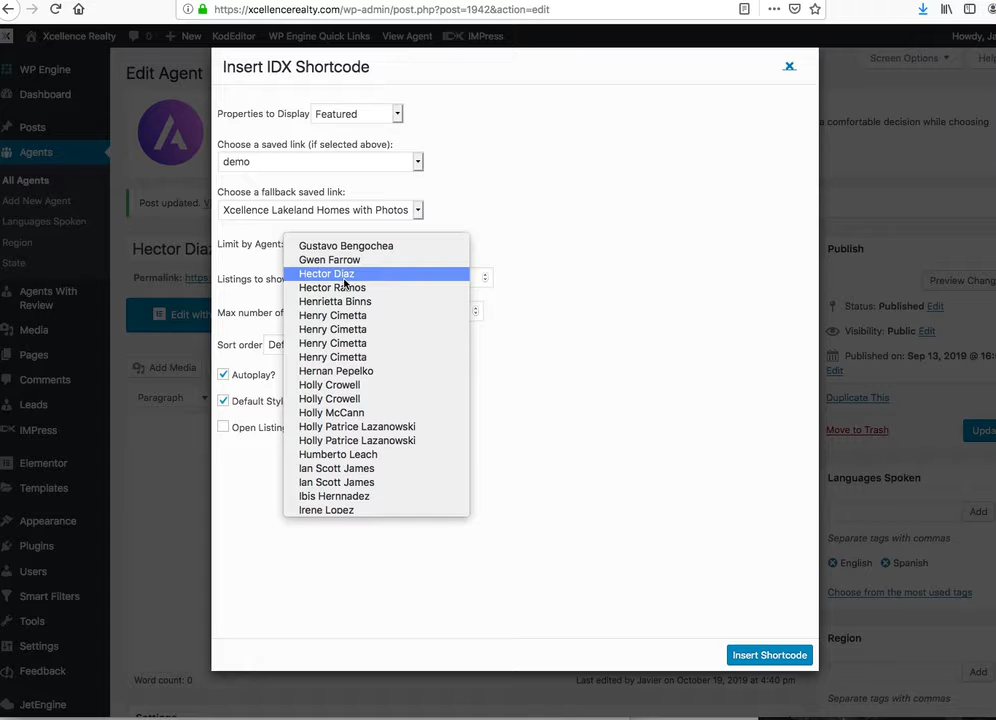 https://xcellencerealty.com/wp-admin/post.php?post=1942&action=edit
Xcellence Realty 0 New KodEditor WP Engine Quick Links View Agent IMPress Howdy, Ja
WP Engine
Dashboard
Posts
Agents
All Agents
Add New Agent
Languages Spoken
Region
State
Agents With
Review
Media
Pages
Comments
Leads
IMPress
Elementor
Templates
Appearance
Plugins
Users
Smart Filters
Tools
Settings
Feedback
JetEngine
Edit Agent
Screen Options Help
a comfortable decision while choosing
Post updated. V
Hector Diaz
Permalink: https:
Edit with
Add Media
Paragraph
Word count: 0
Last edited by Javier on October 19, 2019 at 4:40 pm
Insert IDX Shortcode
Properties to Display Featured
Choose a saved link (if selected above):
demo
Choose a fallback saved link:
Xcellence Lakeland Homes with Photos
Limit by Agent:
Listings to sho
Max number of
Sort order Def
Autoplay?
Default Styl
Open Listing
Gustavo Bengochea
Gwen Farrow
Hector Diaz
Hector Ramos
Henrietta Binns
Henry Cimetta
Henry Cimetta
Henry Cimetta
Henry Cimetta
Hernan Pepelko
Holly Crowell
Holly Crowell
Holly McCann
Holly Patrice Lazanowski
Holly Patrice Lazanowski
Humberto Leach
Ian Scott James
Ian Scott James
Ibis Hernnadez
Irene Lopez
Insert Shortcode
Publish
Preview Chang
Status: Published Edit
Visibility: Public Edit
Published on: Sep 13, 2019 @ 16:
Edit
Duplicate This
Move to Trash
Upda
Languages Spoken
Add
Separate tags with commas
English Spanish
Choose from the most used tags
Region
Add
Separate tags with commas